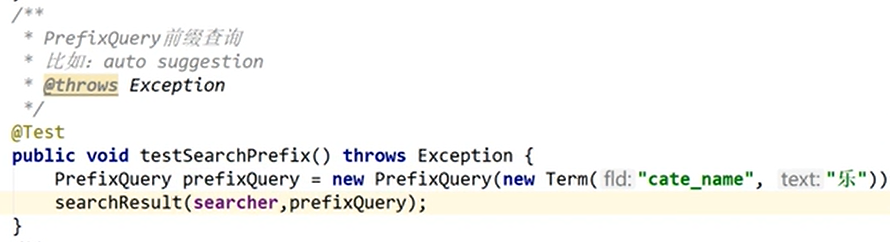 /**
* PrefixQuery前缀查询
* 比如：auto suggestion
* @throws Exception
*/
@Test
public void testSearchPrefix() throws Exception {
PrefixQuery prefixQuery = new PrefixQuery(new Term( fld: "cate_name", text: "乐"))
searchResult(searcher,prefixQuery);
}